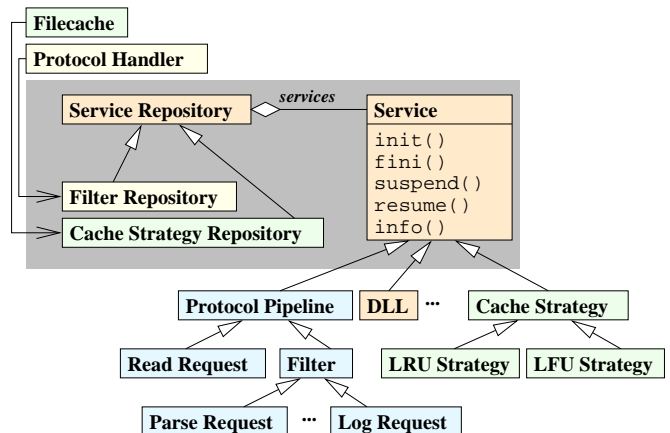 Filecache
Protocol Handler
services
Service Repository
Service
init()
fini()
suspend()
resume()
info()
Filter Repository
Cache Strategy Repository
Protocol Pipeline
DLL
...
Cache Strategy
Read Request
Filter
LRU Strategy
LFU Strategy
Parse Request
...
Log Request